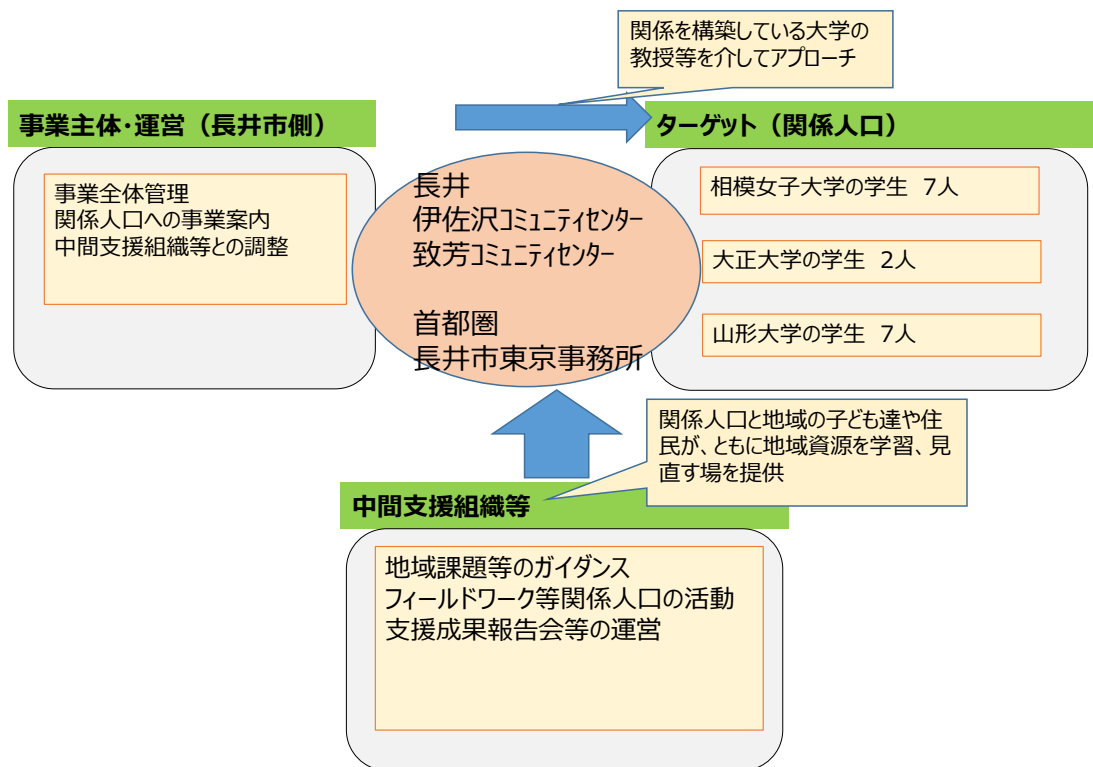 関係を構築している大学の
教授等を介してアプローチ
事業主体･運営（長井市側）
ターゲット（関係人口）
事業全体管理
関係人口への事業案内
中間支援組織等との調整
長井
伊佐沢ｺﾐｭﾆﾃｨｾﾝﾀｰ
致芳ｺﾐｭﾆﾃｨｾﾝﾀｰ
首都圏
長井市東京事務所
相模女子大学の学生 7人
大正大学の学生 2人
山形大学の学生 7人
関係人口と地域の子ども達や住
民が、ともに地域資源を学習、見
直す場を提供
中間支援組織等
地域課題等のガイダンス
フィールドワーク等関係人口の活動
支援成果報告会等の運営